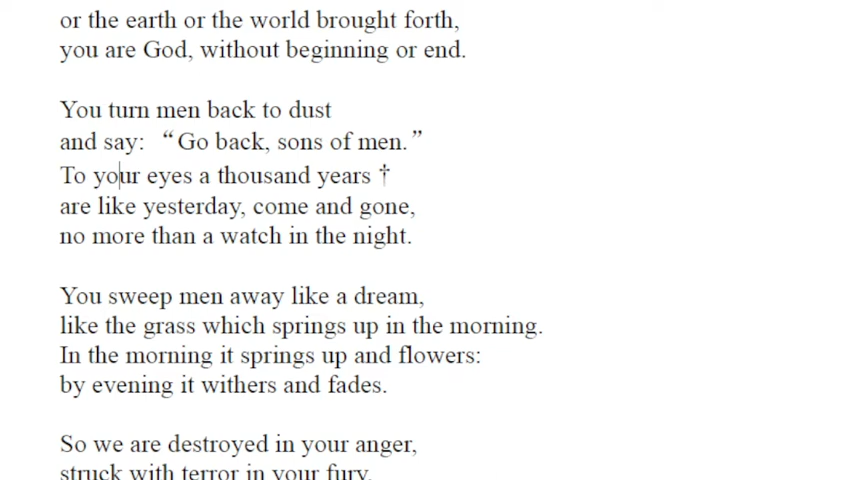 or the earth or the world brought forth,
you are God, without beginning or end.
You turn men back to dust
and say: “Go back, sons of men.”
To your eyes a thousand years †
are like yesterday, come and gone,
no more than a watch in the night.
You sweep men away like a dream,
like the grass which springs up in the morning.
In the morning it springs up and flowers:
by evening it withers and fades.
So we are destroyed in your anger,
struck with terror in your fury.